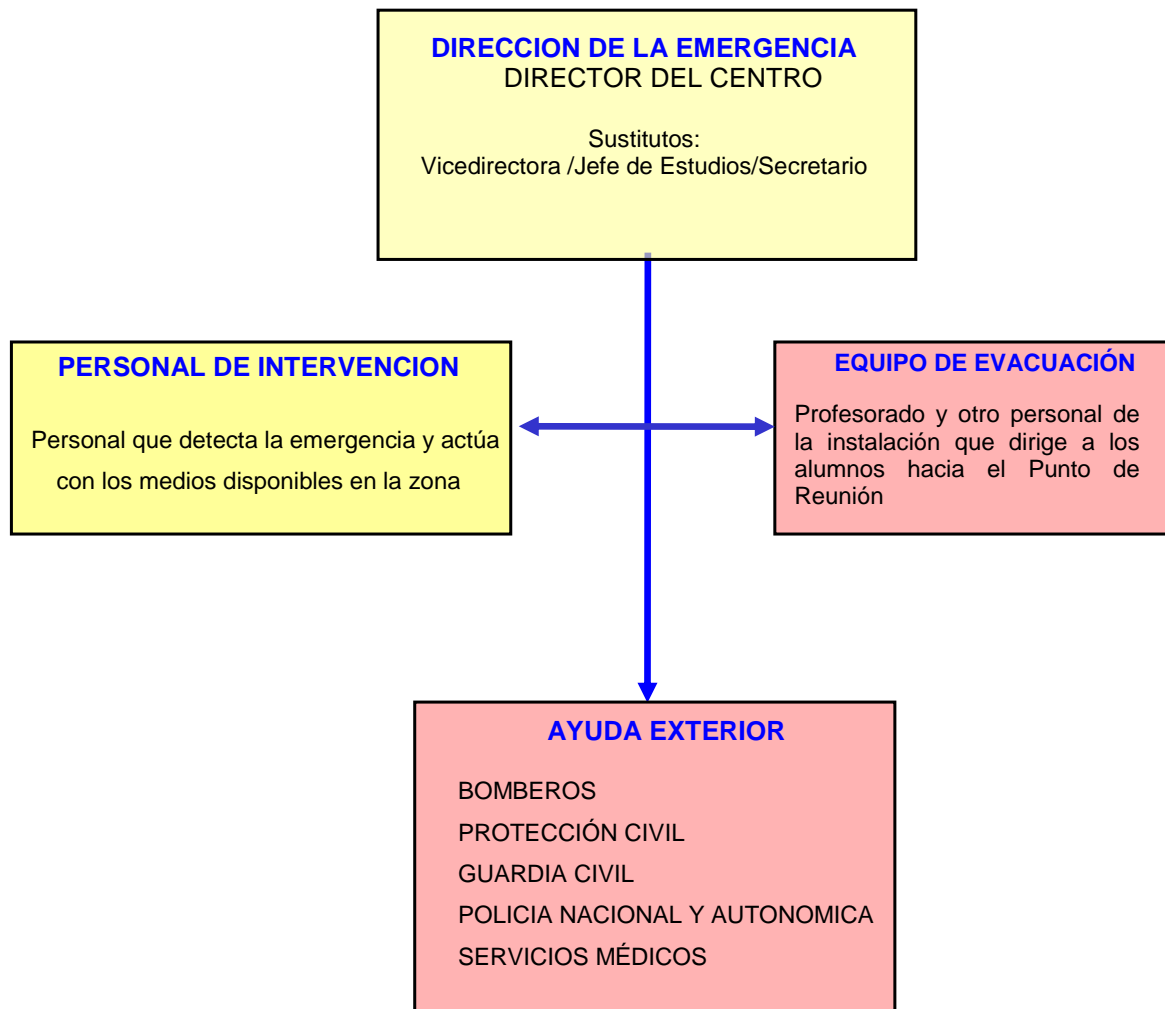 DIRECCION DE LA EMERGENCIA
DIRECTOR DEL CENTRO
Sustitutos:
Vicedirectora /Jefe de Estudios/Secretario
PERSONAL DE INTERVENCION
Personal que detecta la emergencia y actúa
con los medios disponibles en la zona
EQUIPO DE EVACUACIÓN
Profesorado y otro personal de
la instalación que dirige a los
alumnos hacia el Punto de
Reunión
AYUDA EXTERIOR
BOMBEROS
PROTECCIÓN CIVIL
GUARDIA CIVIL
POLICIA NACIONAL Y AUTONOMICA
SERVICIOS MÉDICOS